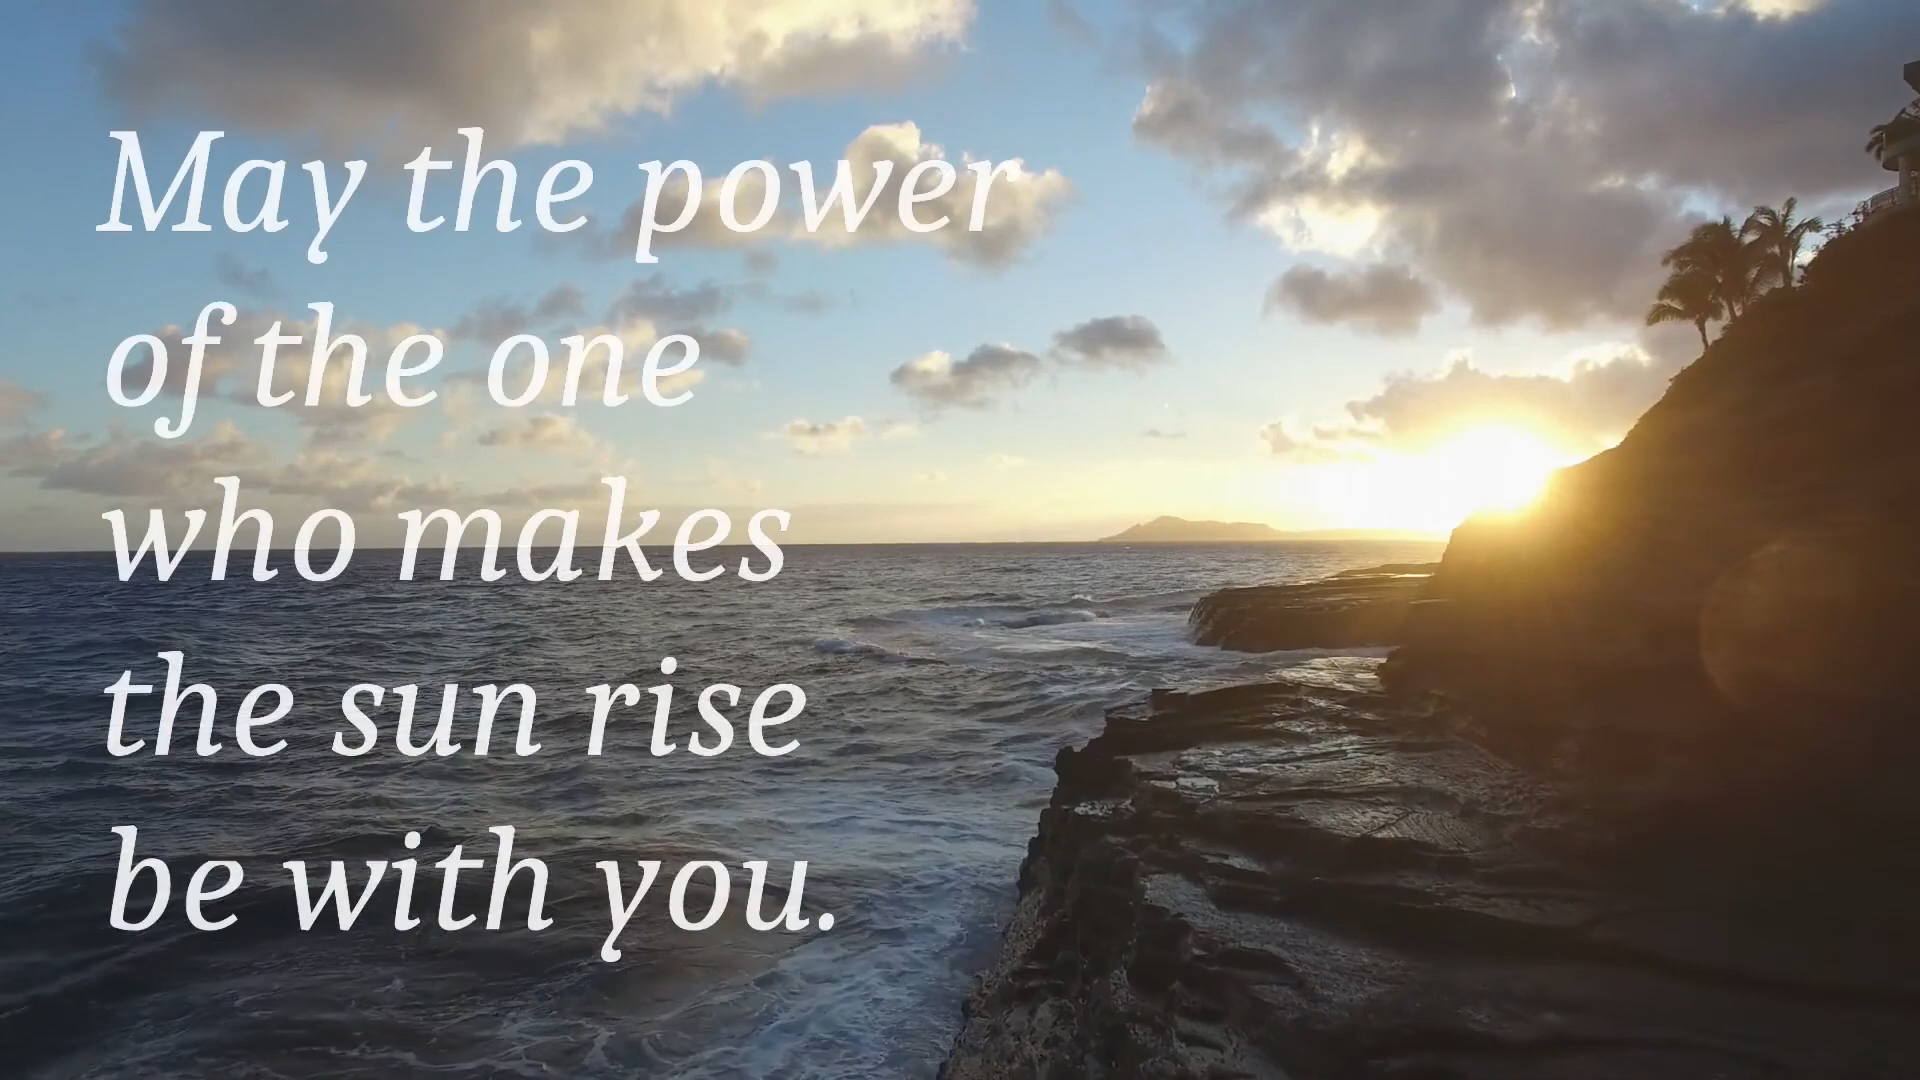 May the power
of the one
who makes
the sun rise
be with you.